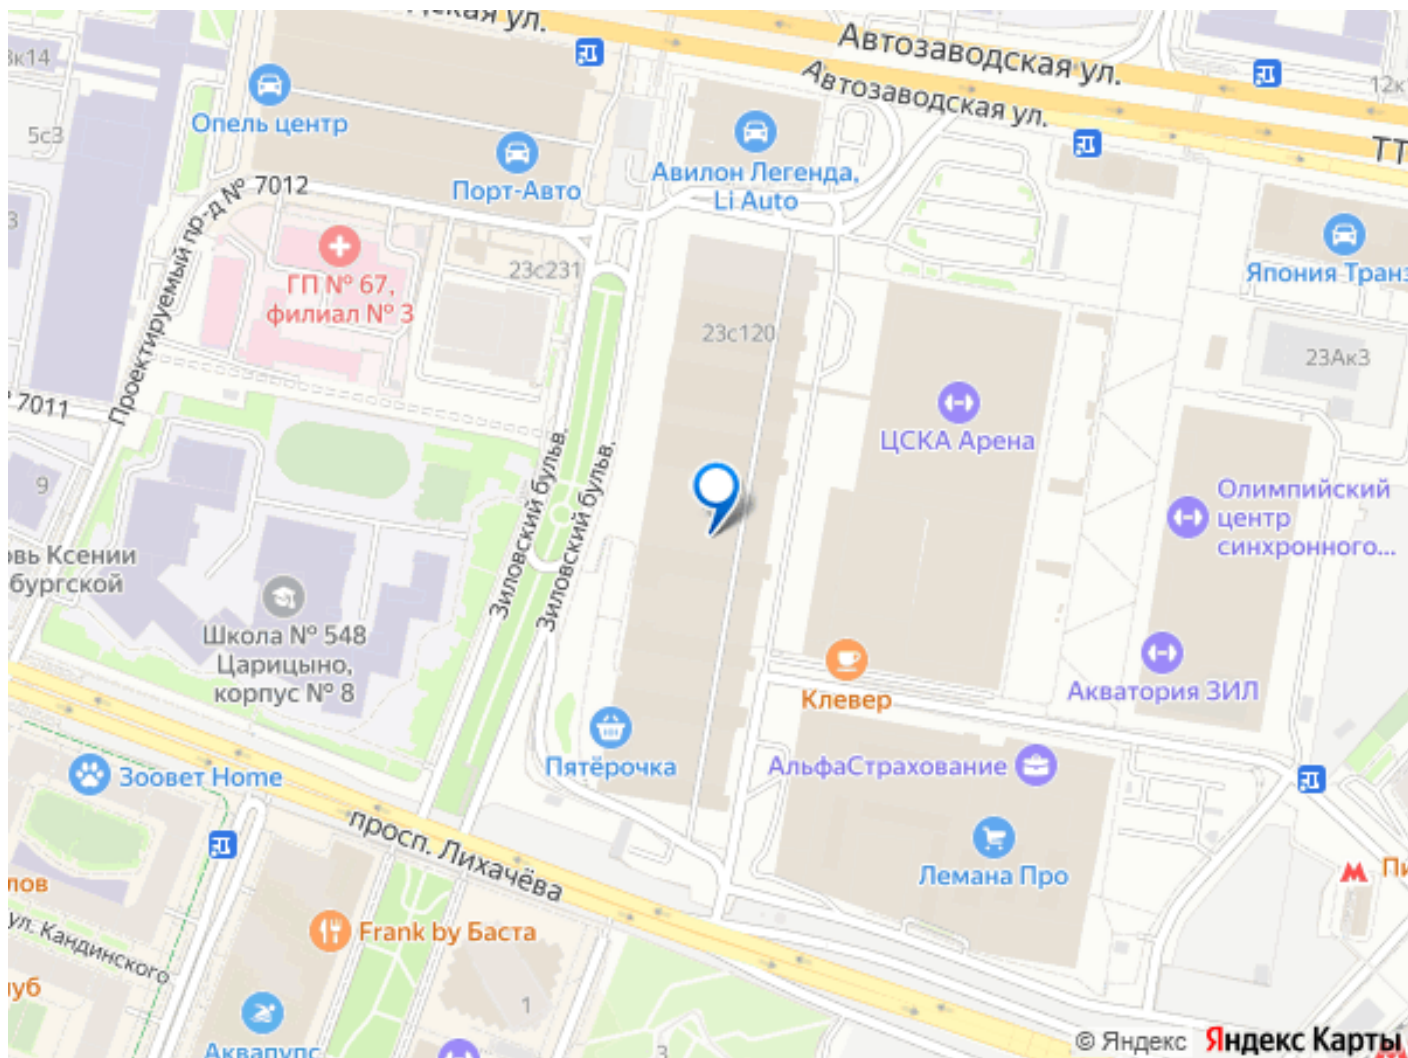 Автозаводская ул.
Автозаводская ул.
ТТ
5с3
Опель центр
Порт-Авто
Авилон Легенда,
Li Auto
Проектируемый пр-д № 7012
ГП № 67,
филиал № 3
23с231
23с120
Япония Транз
23Ак3
7011
9
ЦСКА Арена
Олимпийский
центр
синхронного...
Зиловский бульв.
Зиловский бульв.
Ксении
Школа № 548
Царицыно,
корпус № 8
Клевер
Акватория ЗИЛ
Пятёрочка
АльфаСтрахование
Зоовет Home
просп. Лихачёва
Лемана Про
Frank by Баста
ул. Кандинского
1
3
Аквапулс
© Яндекс Яндекс Карты